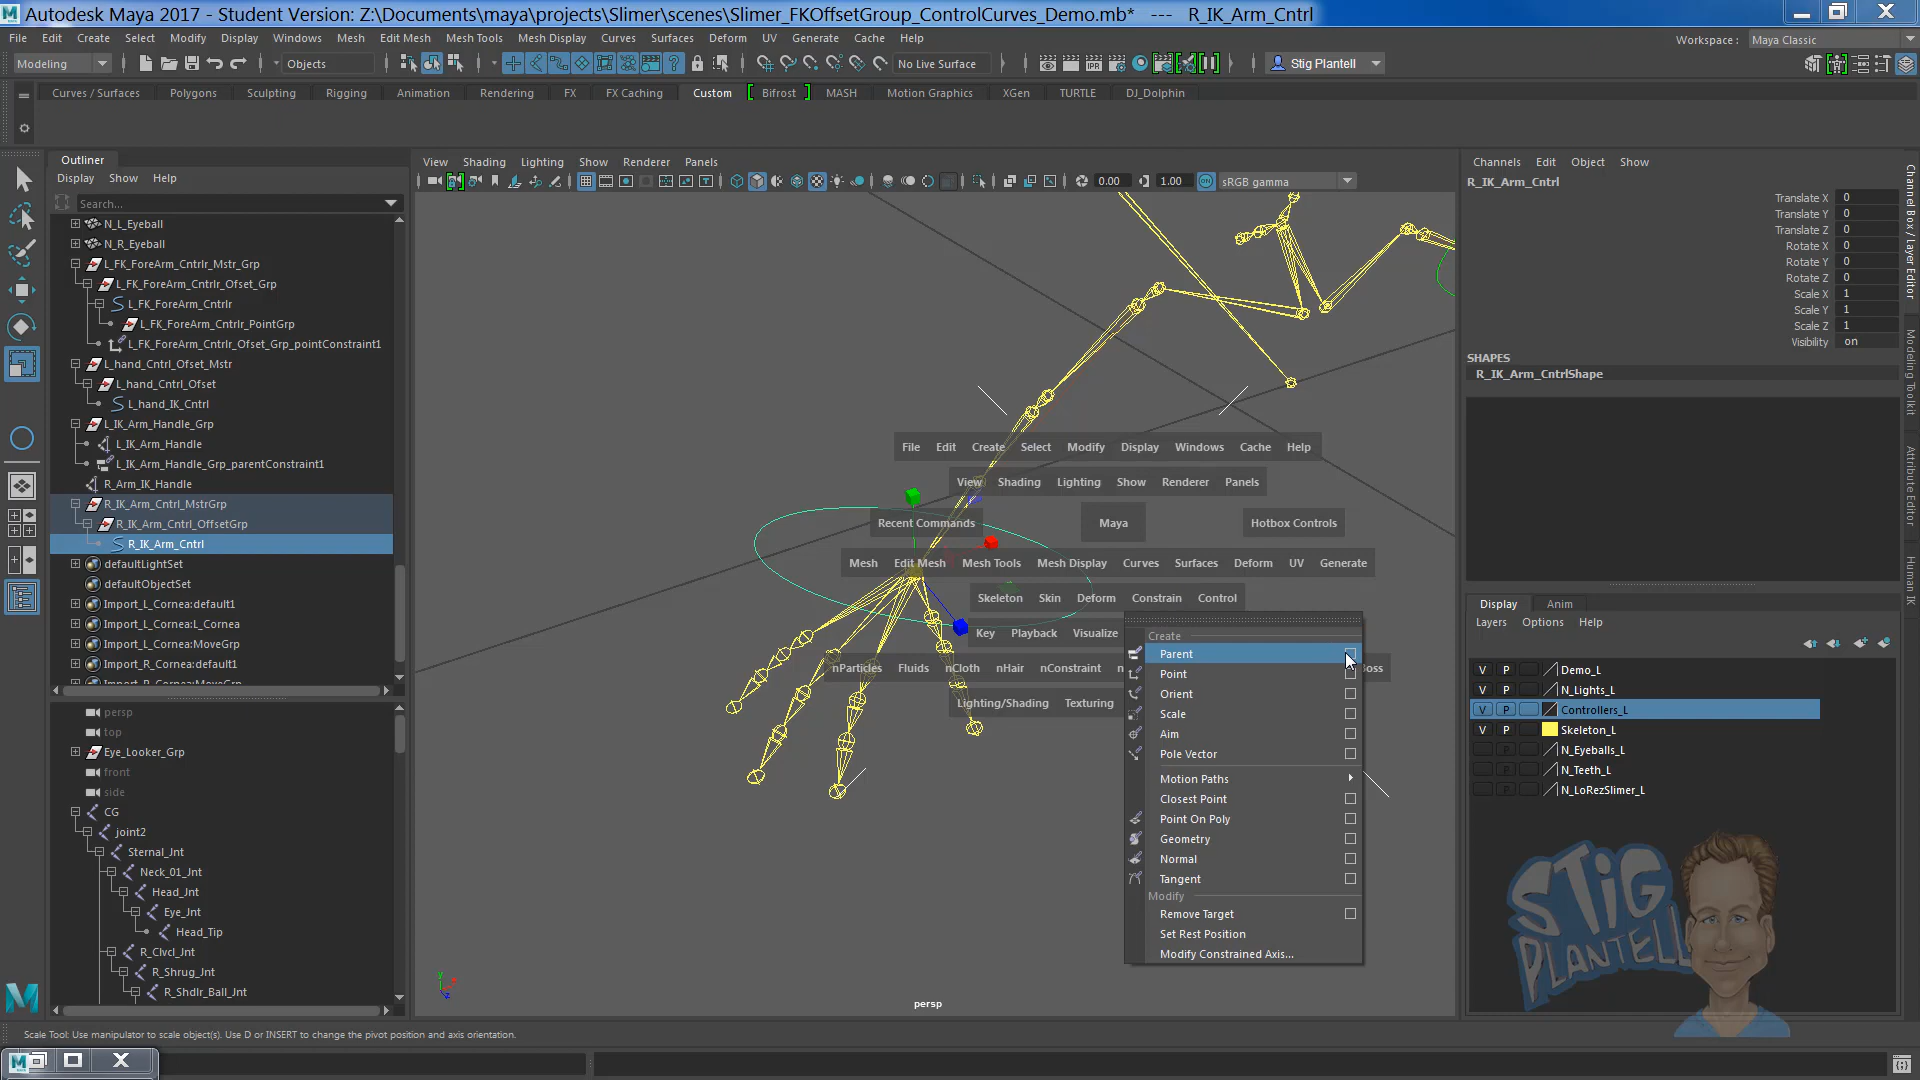 Autodesk Maya 2017 - Student Version: Z:\Documents\maya\projects\Slimer\scenes\Slimer_FKOffsetGroup_ControlCurves_Demo.mb* --- R_IK_Arm_Cntrl
File Edit Create Select Modify Display Windows Mesh Edit Mesh Mesh Tools Mesh Display Curves Surfaces Deform UV Generate Cache Help
Workspace : Maya Classic
Modeling Objects No Live Surface Stig Plantell
Curves / Surfaces Polygons Sculpting Rigging Animation Rendering FX FX Caching Custom Bifrost MASH Motion Graphics XGen TURTLE DJ_Dolphin
Outliner
Display Show Help
Search...
N_L_Eyeball
N_R_Eyeball
L_FK_ForeArm_Cntrlr_Mstr_Grp
L_FK_ForeArm_Cntrlr_Ofset_Grp
L_FK_ForeArm_Cntrlr
L_FK_ForeArm_Cntrlr_PointGrp
L_FK_ForeArm_Cntrlr_Ofset_Grp_pointConstraint1
L_hand_Cntrl_Ofset_Mstr
L_hand_Cntrl_Ofset
L_hand_IK_Cntrl
L_IK_Arm_Handle_Grp
L_IK_Arm_Handle
L_IK_Arm_Handle_Grp_parentConstraint1
R_Arm_IK_Handle
R_IK_Arm_Cntrl_MstrGrp
R_IK_Arm_Cntrl_OffsetGrp
R_IK_Arm_Cntrl
defaultLightSet
defaultObjectSet
Import_L_Cornea:default1
Import_L_Cornea:L_Cornea
Import_L_Cornea:MoveGrp
Import_R_Cornea:default1
Import_R_Cornea:MoveGrp
persp
top
Eye_Looker_Grp
front
side
CG
joint2
Sternal_Jnt
Neck_01_Jnt
Head_Jnt
Eye_Jnt
Head_Tip
R_Clvcl_Jnt
R_Shrug_Jnt
R_Shdlr_Ball_Jnt
View Shading Lighting Show Renderer Panels
0.00 1.00 sRGB gamma
File Edit Create Select Modify Display Windows Cache Help
View Shading Lighting Show Renderer Panels
Recent Commands Maya Hotbox Controls
Mesh Edit Mesh Mesh Tools Mesh Display Curves Surfaces Deform UV Generate
Skeleton Skin Deform Constrain Control
Key Playback Visualize
nParticles Fluids nCloth nHair nConstraint
Lighting/Shading Texturing
Create
Parent
Point
Orient
Scale
Aim
Pole Vector
Motion Paths
Closest Point
Point On Poly
Geometry
Normal
Tangent
Modify
Remove Target
Set Rest Position
Modify Constrained Axis...
persp
Channels Edit Object Show
R_IK_Arm_Cntrl
Translate X 0
Translate Y 0
Translate Z 0
Rotate X 0
Rotate Y 0
Rotate Z 0
Scale X 1
Scale Y 1
Scale Z 1
Visibility on
SHAPES
R_IK_Arm_CntrlShape
Display Anim
Layers Options Help
V P Demo_L
V P N_Lights_L
V P Controllers_L
V P Skeleton_L
P N_Eyeballs_L
P N_Teeth_L
P N_LoRezSlimer_L
STiG
PLANTELL
Channel Box / Layer Editor
Modeling Toolkit
Attribute Editor
Human IK
Scale Tool: Use manipulator to scale object(s). Use D or INSERT to change the pivot position and axis orientation.